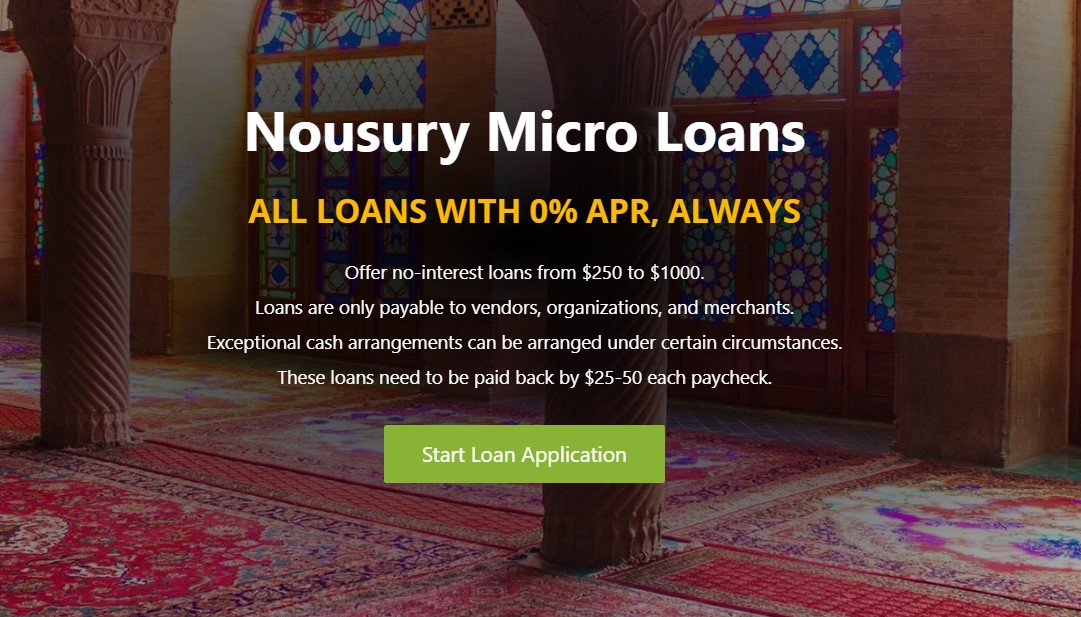 Nousury Micro Loans
ALL LOANS WITH 0% APR, ALWAYS
Offer no-interest loans from $250 to $1000.
Loans are only payable to vendors, organizations, and merchants.
Exceptional cash arrangements can be arranged under certain circumstances.
These loans need to be paid back by $25-50 each paycheck.
Start Loan Application